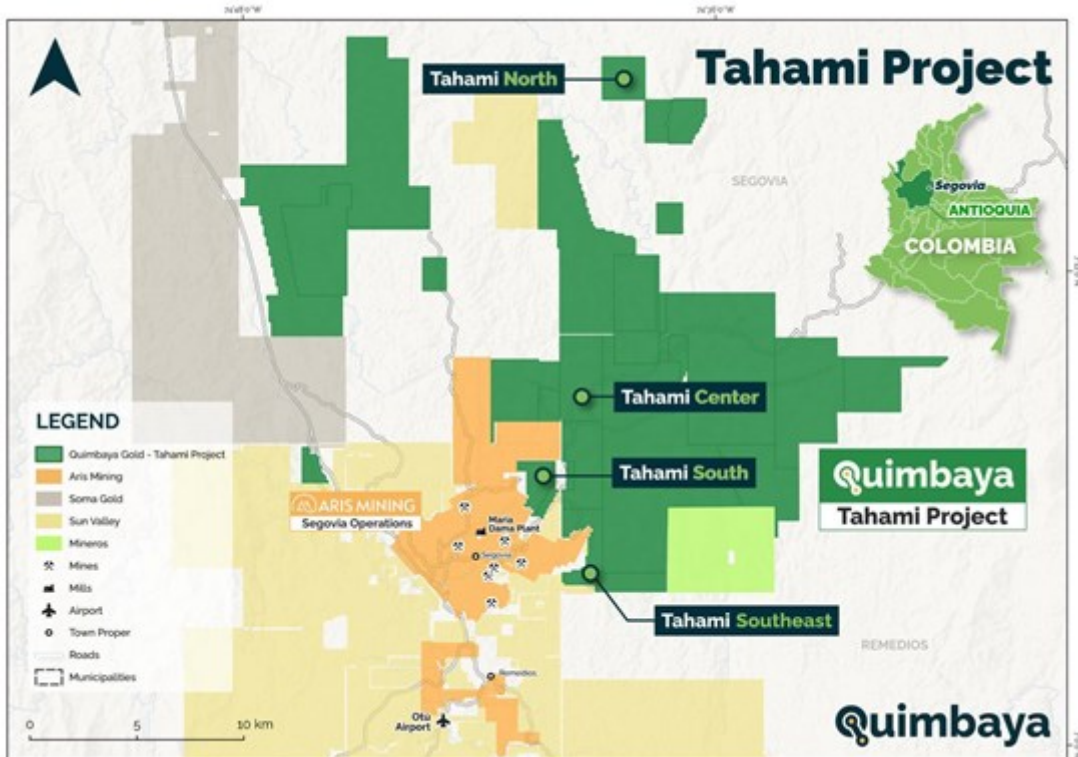 Tahami Project
Tahami North
SEGOVIA
Segovia
ANTIOQUIA
COLOMBIA
Tahami Center
LEGEND
Quimbaya Gold - Tahami Project
Aris Mining
Soma Gold
Sun Valley
Mineros
Mines
Mills
Airport
Town Proper
Roads
Municipalities
0 5 10 km
Tahami South
ARIS MINING
Segovia Operations
Maria
Dama Plant
Segovia
Quimbaya
Tahami Project
Tahami Southeast
REMEDIOS
Remedios
Otu
Airport
Quimbaya